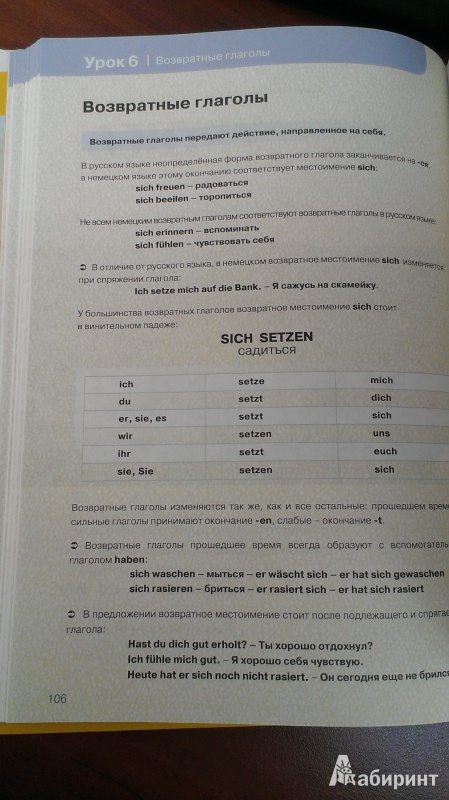 Урок 6 | Возвратные глаголы
Возвратные глаголы
Возвратные глаголы передают действие, направленное на себя.
В русском языке неопределённая форма возвратного глагола заканчивается на -ся,
в немецком языке этому окончанию соответствует местоимение sich:
sich freuen – радоваться
sich beeilen – торопиться
Не всем немецким возвратным глаголам соответствуют возвратные глаголы в русском языке:
sich erinnern – вспоминать
sich fühlen – чувствовать себя
➲ В отличие от русского языка, в немецком возвратное местоимение sich изменяется
при спряжении глагола:
Ich setze mich auf die Bank. – Я сажусь на скамейку.
У большинства возвратных глаголов возвратное местоимение sich стоит
в винительном падеже:
SICH SETZEN
садиться
ich setze mich
du setzt dich
er, sie, es setzt sich
wir setzen uns
ihr setzt euch
sie, Sie setzen sich
Возвратные глаголы изменяются так же, как и все остальные: прошедшем время
сильные глаголы принимают окончание -en, слабые – окончание -t.
➲ Возвратные глаголы прошедшее время всегда образуют с вспомогатель
глаголом haben:
sich waschen – мыться – er wäscht sich – er hat sich gewaschen
sich rasieren – бриться – er rasiert sich – er hat sich rasiert
➲ В предложении возвратное местоимение стоит после подлежащего и спрягае
глагола:
Hast du dich gut erholt? – Ты хорошо отдохнул?
Ich fühle mich gut. – Я хорошо себя чувствую.
Heute hat er sich noch nicht rasiert. – Он сегодня еще не брился
106
Лабиринт